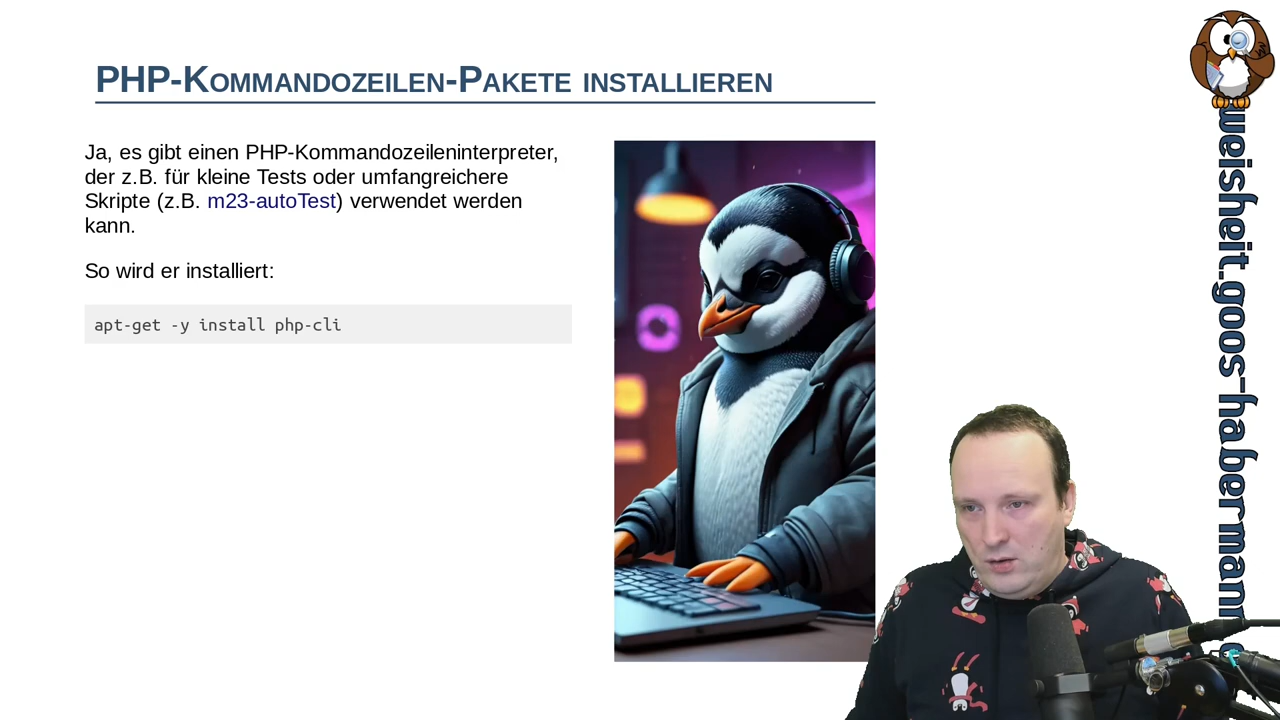 PHP-Kommandozeilen-Pakete installieren
Ja, es gibt einen PHP-Kommandozeileninterpreter,
der z.B. für kleine Tests oder umfangreichere
Skripte (z.B. m23-autoTest) verwendet werden
kann.
So wird er installiert:
apt-get -y install php-cli
weisheit.goos-habermann